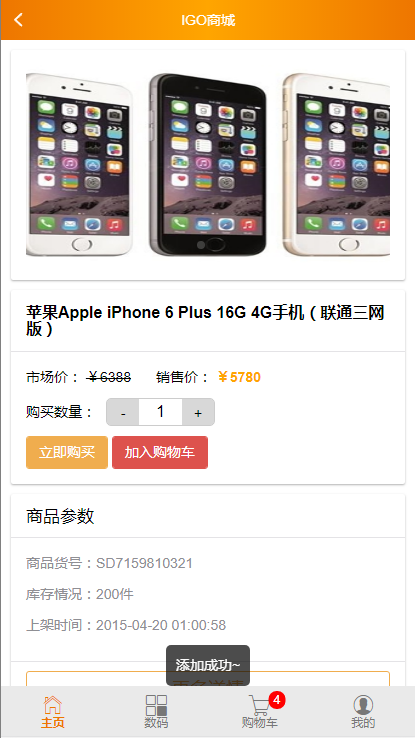 IGO商城
苹果Apple iPhone 6 Plus 16G 4G手机（联通三网
版）
市场价：￥6388 销售价：￥5780
购买数量： - 1 +
立即购买 加入购物车
商品参数
商品货号：SD7159810321
库存情况：200件
上架时间：2015-04-20 01:00:58
添加成功~
4
主页 数码 购物车 我的